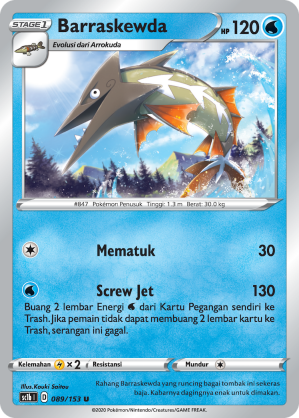 STAGE 1 Barraskewda HP 120
Evolusi dari Arrokuda
#847 Pokémon Penusuk Tinggi: 1.3 m Berat: 30.0 kg
Mematuk 30
Screw Jet 130
Buang 2 lembar Energi dari Kartu Pegangan sendiri ke
Trash. Jika pemain tidak dapat membuang 2 lembar Energi ke
Trash, serangan ini gagal.
Kelemahan ×2 Resistansi Mundur
Illus. Kouki Saitou
sc1b I D 089/153 U
Rahang Barraskewda yang runcing bagai tombak ini sekeras
baja. Kabarnya dagingnya enak untuk dimakan.
©2020 Pokémon/Nintendo/Creatures/GAME FREAK.